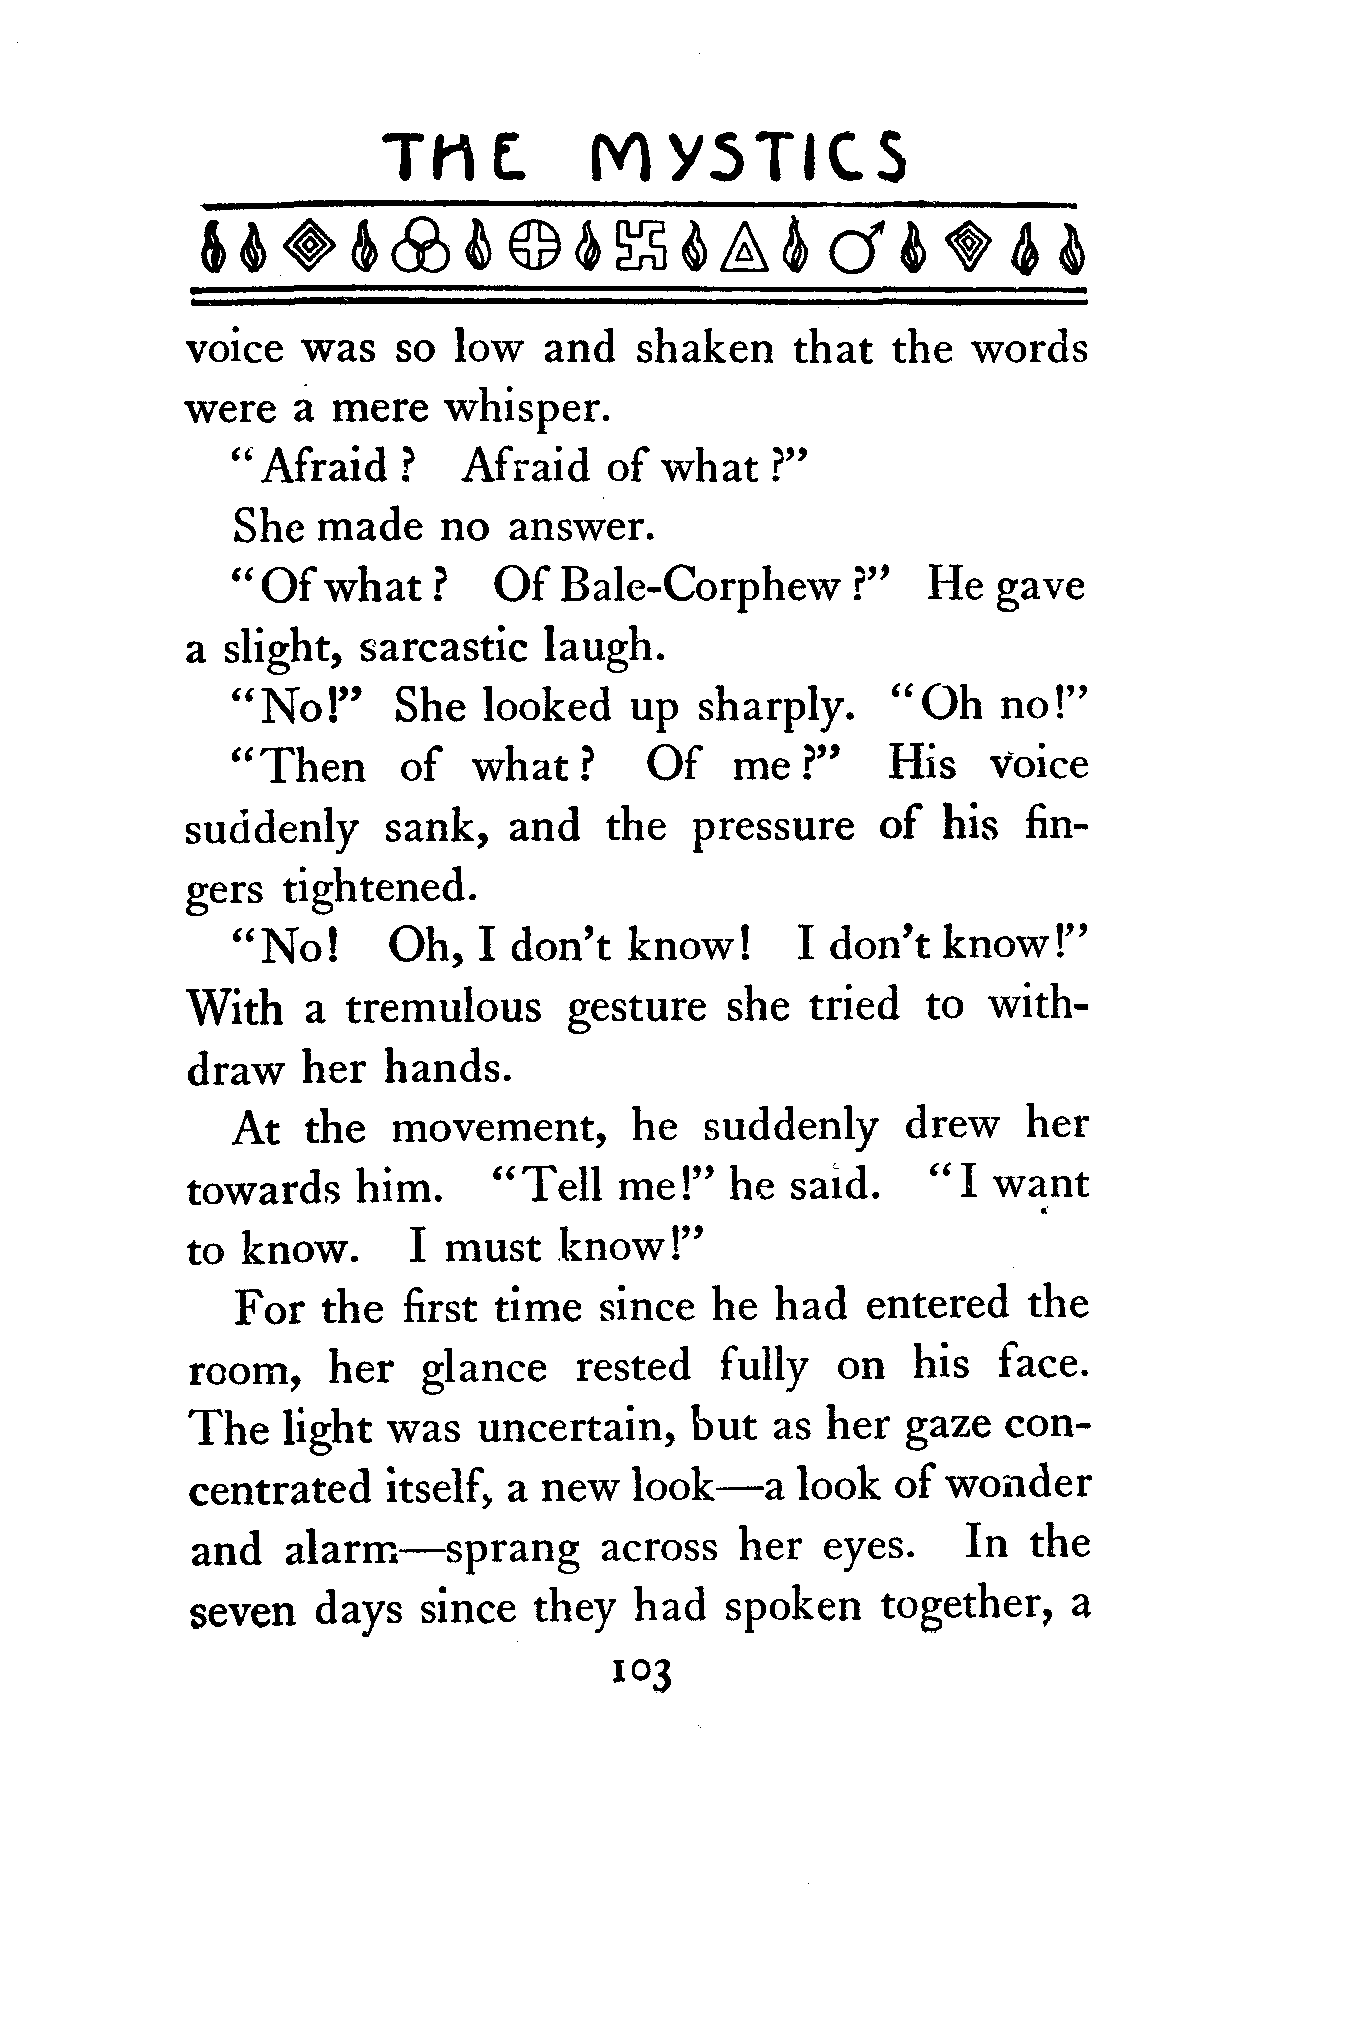 THE MYSTICS
voice was so low and shaken that the words
were a mere whisper.
"Afraid? Afraid of what?"
She made no answer.
"Of what? Of Bale-Corphew?" He gave
a slight, sarcastic laugh.
"No!" She looked up sharply. "Oh no!"
"Then of what? Of me?" His voice
suddenly sank, and the pressure of his fin-
gers tightened.
"No! Oh, I don't know! I don't know!"
With a tremulous gesture she tried to with-
draw her hands.
At the movement, he suddenly drew her
towards him. "Tell me!" he said. "I want
to know. I must know!"
For the first time since he had entered the
room, her glance rested fully on his face.
The light was uncertain, but as her gaze con-
centrated itself, a new look—a look of wonder
and alarm—sprang across her eyes. In the
seven days since they had spoken together, a
103